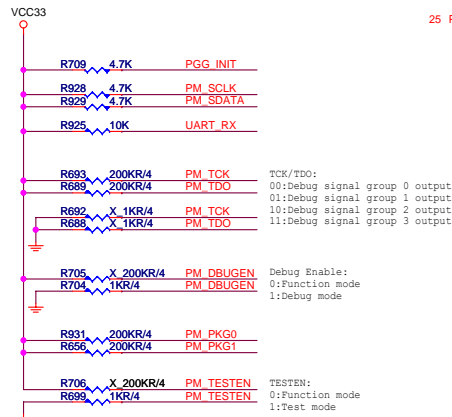 VCC33
25 
R709 4.7K PGG_INIT
R928 4.7K PM_SCLK
R929 4.7K PM_SDATA
R925 10K UART_RX
R693 200KR/4 PM_TCK TCK/TDO:
R689 200KR/4 PM_TDO 00:Debug signal group 0 output
01:Debug signal group 1 output
R692 X_1KR/4 PM_TCK 10:Debug signal group 2 output
R688 X_1KR/4 PM_TDO 11:Debug signal group 3 output
R705 X_200KR/4 PM_DBUGEN Debug Enable:
R704 1KR/4 PM_DBUGEN 0:Function mode
1:Debug mode
R931 200KR/4 PM_PKG0
R656 200KR/4 PM_PKG1
R706 X_200KR/4 PM_TESTEN TESTEN:
R699 1KR/4 PM_TESTEN 0:Function mode
1:Test mode